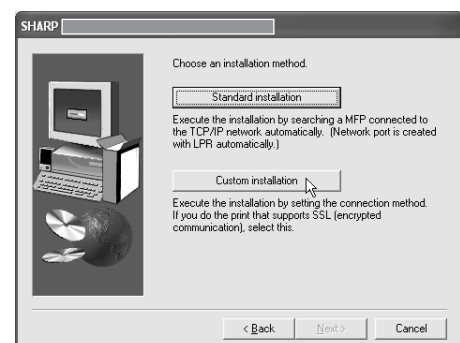 SHARP
Choose an installation method.
Standard installation
Execute the installation by searching a MFP connected to
the TCP/IP network automatically. (Network port is created
with LPR automatically.)
Custom installation
Execute the installation by setting the connection method.
If you do the print that supports SSL (encrypted
communication), select this.
< Back Next > Cancel